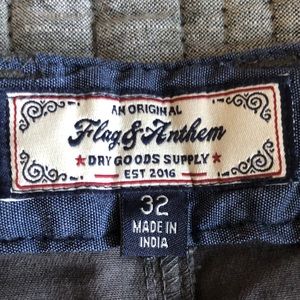 AN ORIGINAL
Flag & Anthem
★ DRY GOODS SUPPLY ★
EST 2016
32
MADE IN
INDIA